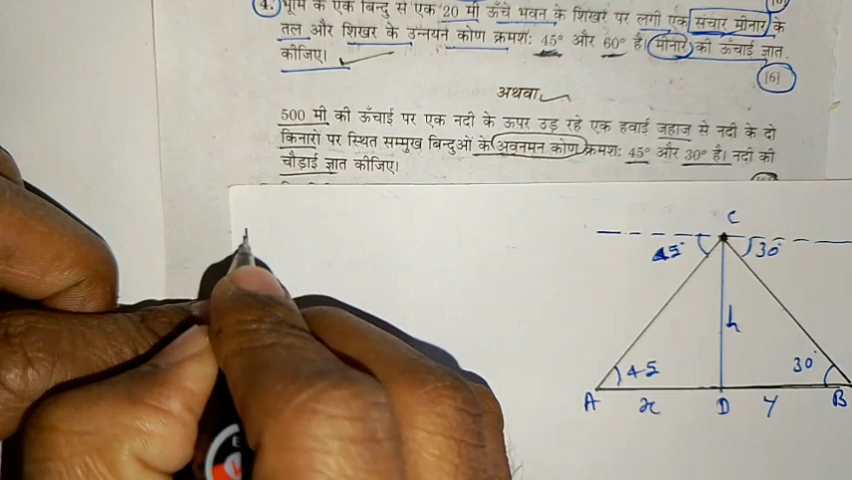 4. भूमि के एक बिन्दु से एक 20 मी ऊँचे भवन के शिखर पर लगी एक संचार मीनार के
तल और शिखर के उन्नयन कोण क्रमश: 45° और 60° है। मीनार की ऊँचाई ज्ञात
कीजिए।
[6]
अथवा
500 मी की ऊँचाई पर एक नदी के ऊपर उड़ रहे एक हवाई जहाज से नदी के दो
किनारों पर स्थित सम्मुख बिन्दुओं के अवनमन कोण क्रमश: 45° और 30° है। नदी की
चौड़ाई ज्ञात कीजिए।
C
45° 30°
h
45 30°
A x D y B